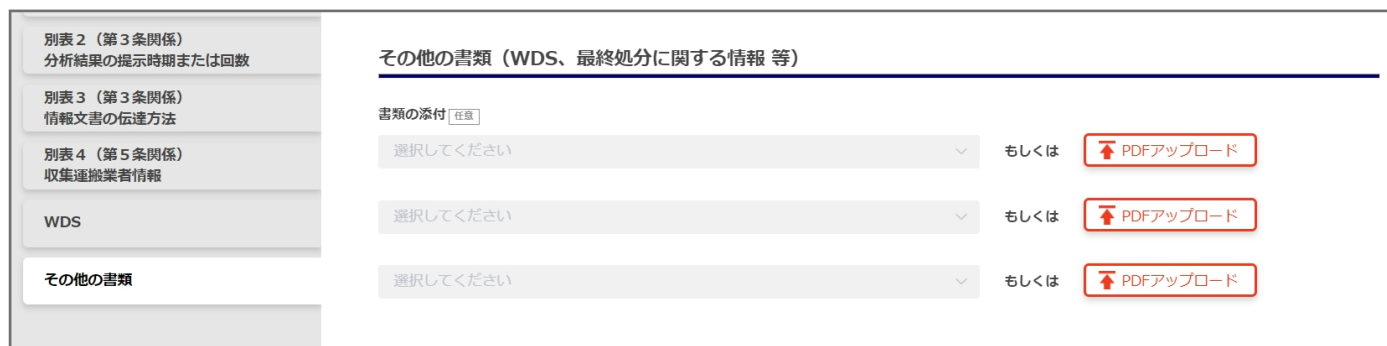 別表２（第３条関係）
分析結果の提示時期または回数
別表３（第３条関係）
情報文書の伝達方法
別表４（第５条関係）
収集運搬業者情報
WDS
その他の書類
その他の書類（WDS、最終処分に関する情報 等）
書類の添付 任意
選択してください もしくは PDFアップロード
選択してください もしくは PDFアップロード
選択してください もしくは PDFアップロード